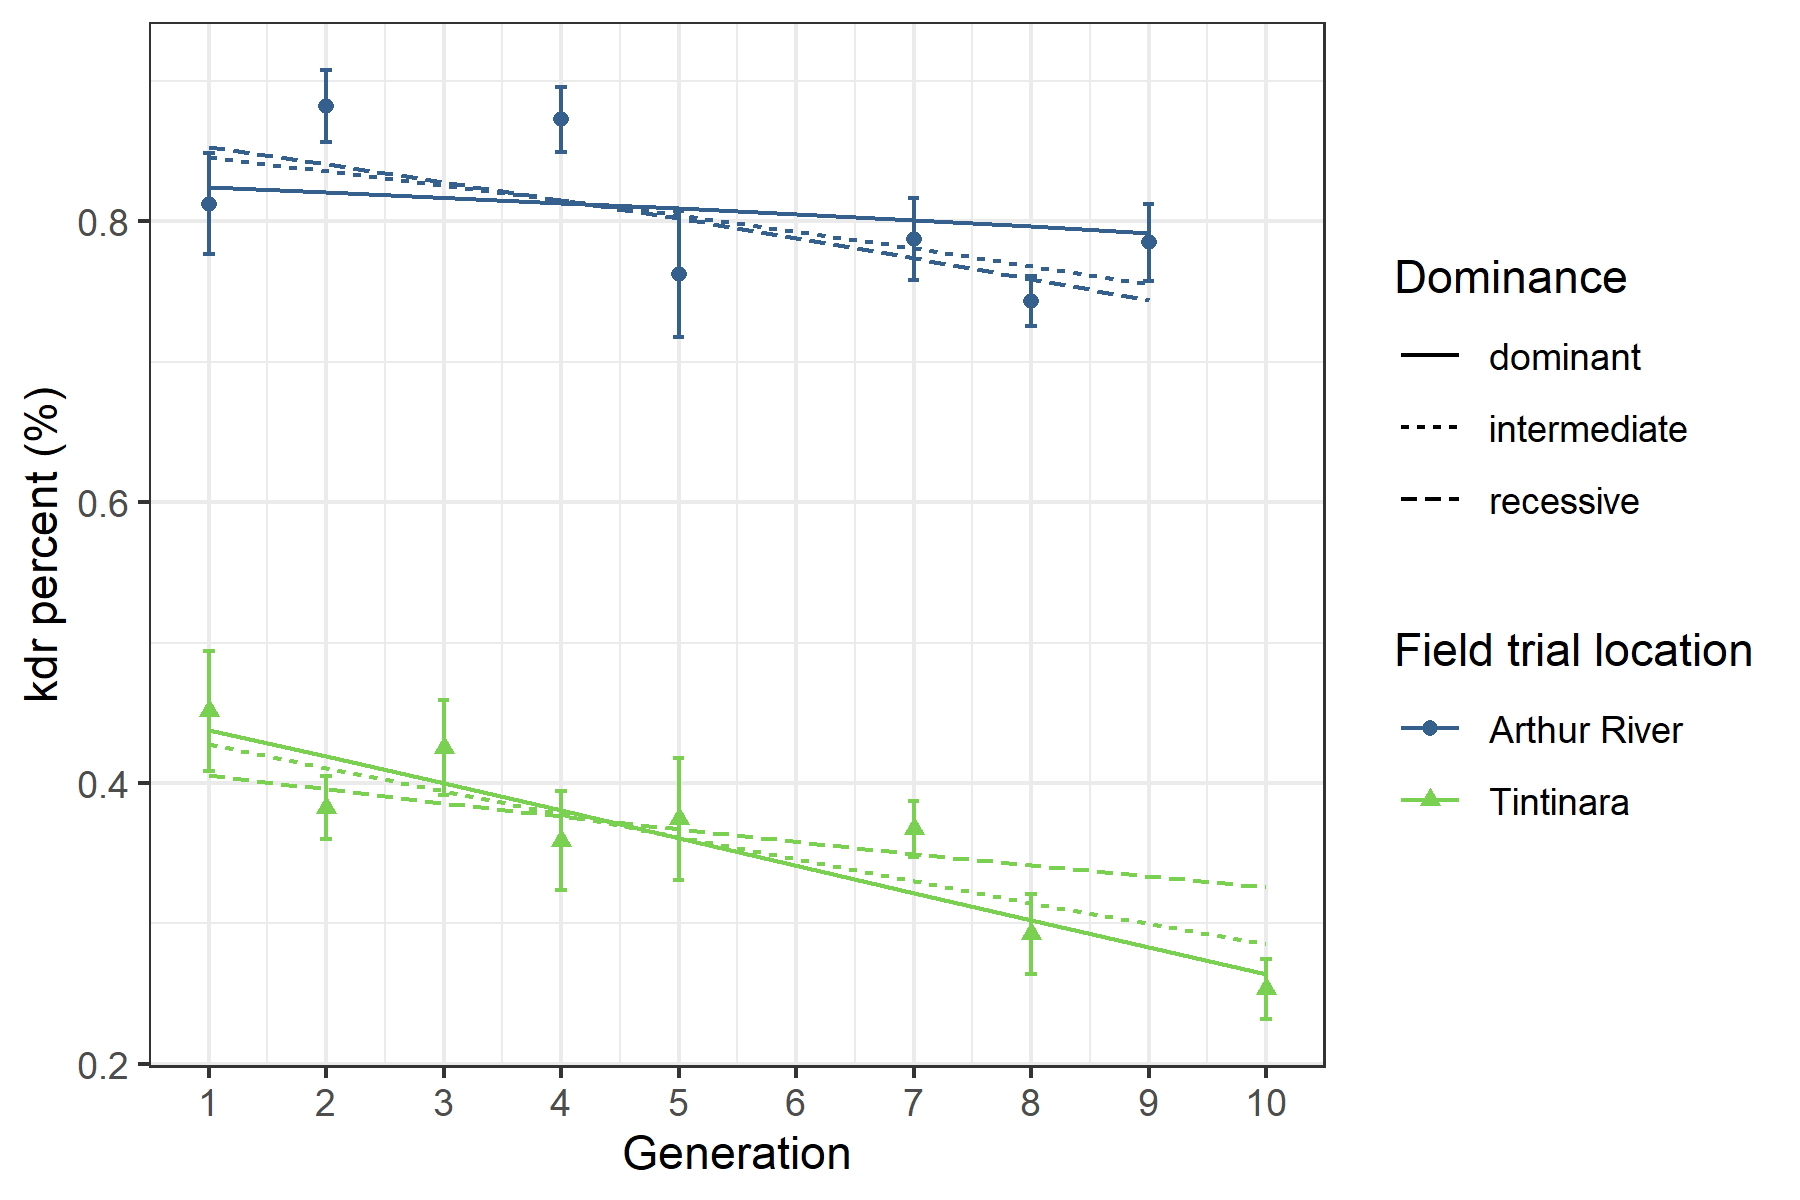 kdr percent (%)
0.8
0.6
0.4
0.2
1 2 3 4 5 6 7 8 9 10
Generation
Dominance
dominant
intermediate
recessive
Field trial location
Arthur River
Tintinara